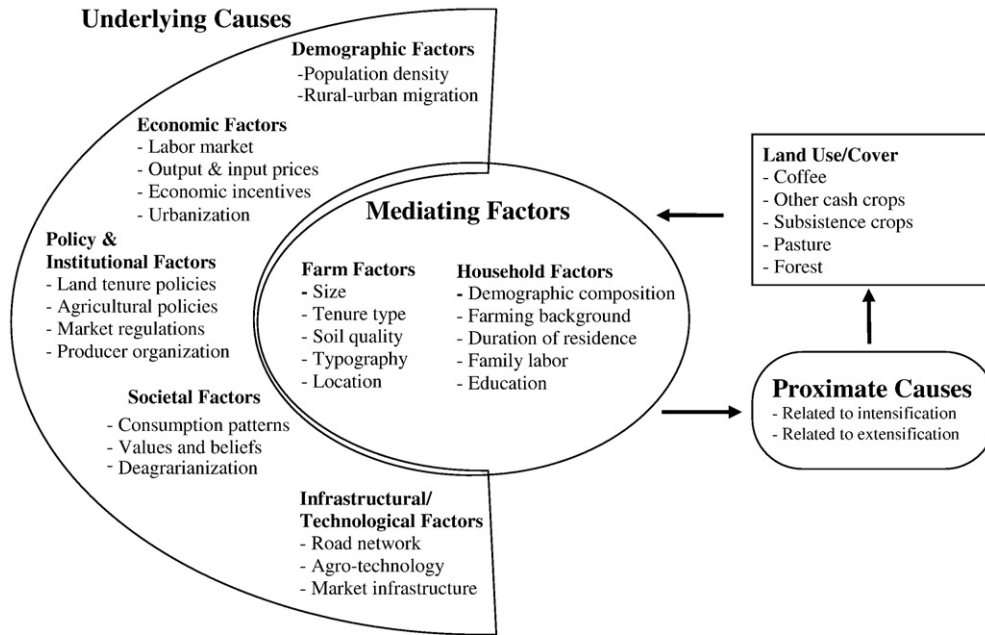 Underlying Causes
Demographic Factors
-Population density
-Rural-urban migration
Economic Factors
- Labor market
- Output & input prices
- Economic incentives
- Urbanization
Policy &
Institutional Factors
- Land tenure policies
- Agricultural policies
- Market regulations
- Producer organization
Societal Factors
- Consumption patterns
- Values and beliefs
- Deagrarianization
Infrastructural/
Technological Factors
- Road network
- Agro-technology
- Market infrastructure
Mediating Factors
Farm Factors
- Size
- Tenure type
- Soil quality
- Typography
- Location
Household Factors
- Demographic composition
- Farming background
- Duration of residence
- Family labor
- Education
Land Use/Cover
- Coffee
- Other cash crops
- Subsistence crops
- Pasture
- Forest
Proximate Causes
- Related to intensification
- Related to extensification